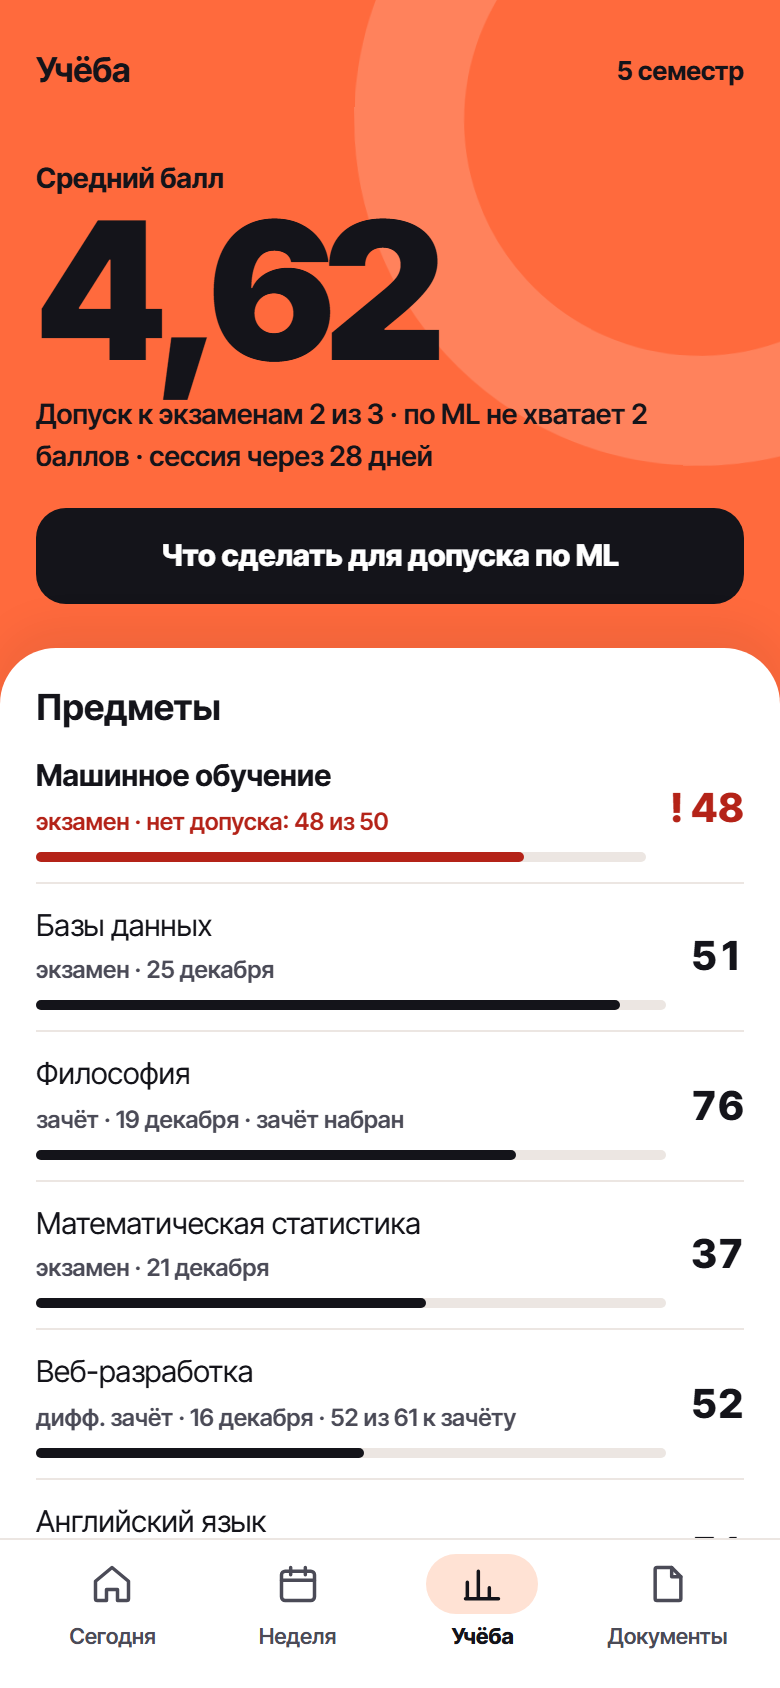 Учёба
5 семестр
Средний балл
4,62
Допуск к экзаменам 2 из 3 · по ML не хватает 2
баллов · сессия через 28 дней
Что сделать для допуска по ML
Предметы
Машинное обучение
экзамен · нет допуска: 48 из 50
! 48
Базы данных
экзамен · 25 декабря
51
Философия
зачёт · 19 декабря · зачёт набран
76
Математическая статистика
экзамен · 21 декабря
37
Веб-разработка
дифф. зачёт · 16 декабря · 52 из 61 к зачёту
52
Английский язык
Сегодня
Неделя
Учёба
Документы